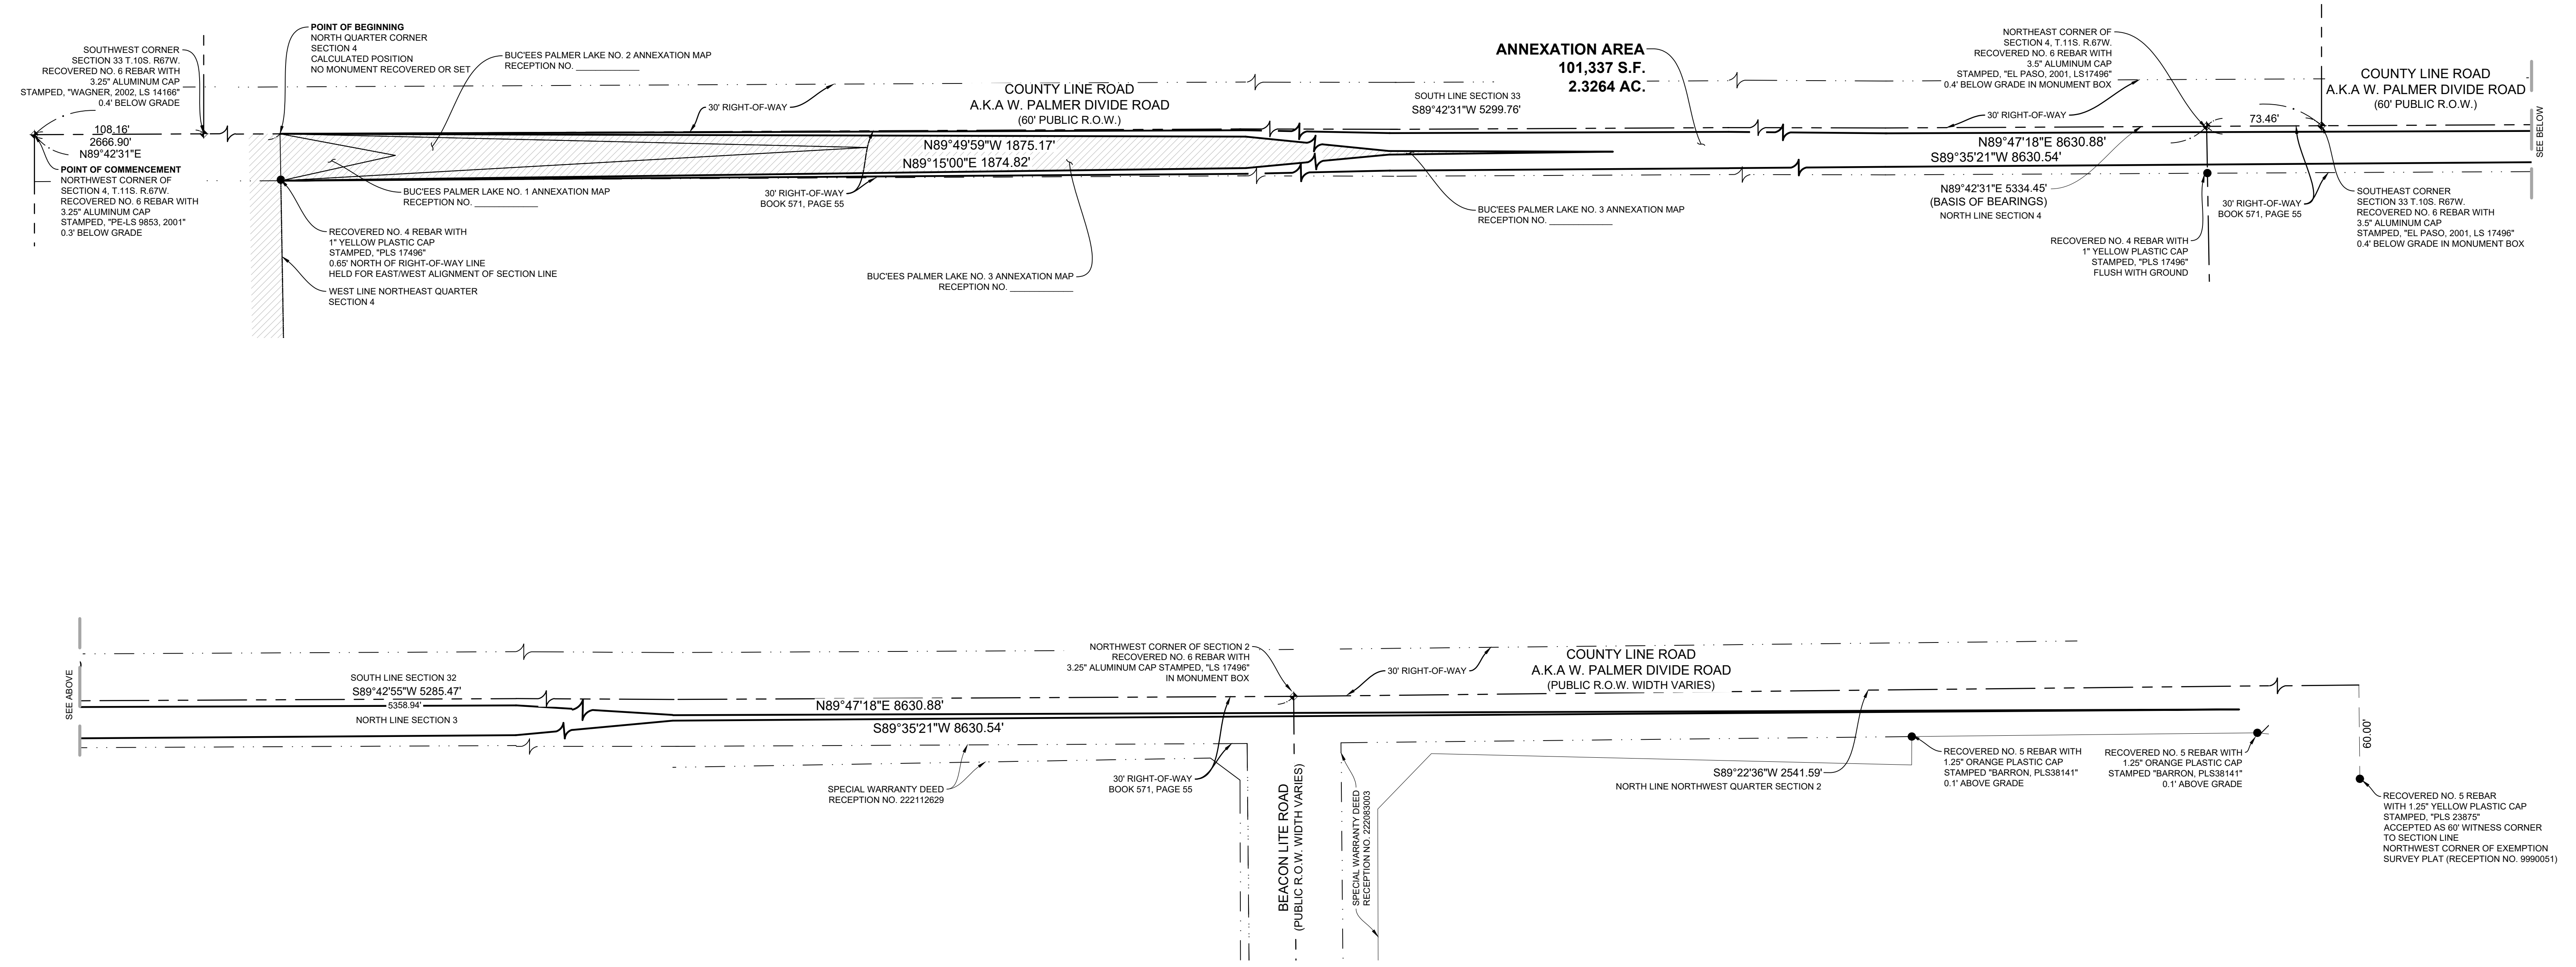 POINT OF BEGINNING
NORTH QUARTER CORNER
SECTION 4
CALCULATED POSITION
NO MONUMENT RECOVERED OR SET
SOUTHWEST CORNER
SECTION 33 T.10S. R67W.
RECOVERED NO. 6 REBAR WITH
3.25" ALUMINUM CAP
STAMPED, "WAGNER, 2002, LS 14166"
0.4' BELOW GRADE
BUC'EES PALMER LAKE NO. 2 ANNEXATION MAP
RECEPTION NO. _____________
108.16'
2666.90'
N89°42'31"E
POINT OF COMMENCEMENT
NORTHWEST CORNER OF
SECTION 4, T.11S. R.67W.
RECOVERED NO. 6 REBAR WITH
3.25" ALUMINUM CAP
STAMPED, "PE-LS 9853, 2001"
0.3' BELOW GRADE
BUC'EES PALMER LAKE NO. 1 ANNEXATION MAP
RECEPTION NO. _____________
RECOVERED NO. 4 REBAR WITH
1" YELLOW PLASTIC CAP
STAMPED, "PLS 17496"
0.65' NORTH OF RIGHT-OF-WAY LINE
HELD FOR EAST/WEST ALIGNMENT OF SECTION LINE
WEST LINE NORTHEAST QUARTER
SECTION 4
30' RIGHT-OF-WAY
COUNTY LINE ROAD
A.K.A W. PALMER DIVIDE ROAD
(60' PUBLIC R.O.W.)
N89°49'59"W 1875.17'
N89°15'00"E 1874.82'
30' RIGHT-OF-WAY
BOOK 571, PAGE 55
BUC'EES PALMER LAKE NO. 3 ANNEXATION MAP
RECEPTION NO. _____________
ANNEXATION AREA
101,337 S.F.
2.3264 AC.
SOUTH LINE SECTION 33
S89°42'31"W 5299.76'
BUC'EES PALMER LAKE NO. 3 ANNEXATION MAP
RECEPTION NO. _____________
NORTHEAST CORNER OF
SECTION 4, T.11S. R.67W.
RECOVERED NO. 6 REBAR WITH
3.5" ALUMINUM CAP
STAMPED, "EL PASO, 2001, LS17496"
0.4' BELOW GRADE IN MONUMENT BOX
30' RIGHT-OF-WAY
N89°47'18"E 8630.88'
S89°35'21"W 8630.54'
N89°42'31"E 5334.45'
(BASIS OF BEARINGS)
NORTH LINE SECTION 4
RECOVERED NO. 4 REBAR WITH
1" YELLOW PLASTIC CAP
STAMPED, "PLS 17496"
FLUSH WITH GROUND
73.46'
COUNTY LINE ROAD
A.K.A W. PALMER DIVIDE ROAD
(60' PUBLIC R.O.W.)
SEE BELOW
30' RIGHT-OF-WAY
BOOK 571, PAGE 55
SOUTHEAST CORNER
SECTION 33 T.10S. R67W.
RECOVERED NO. 6 REBAR WITH
3.5" ALUMINUM CAP
STAMPED, "EL PASO, 2001, LS 17496"
0.4' BELOW GRADE IN MONUMENT BOX
SEE ABOVE
SOUTH LINE SECTION 32
S89°42'55"W 5285.47'
5358.94'
NORTH LINE SECTION 3
N89°47'18"E 8630.88'
S89°35'21"W 8630.54'
SPECIAL WARRANTY DEED
RECEPTION NO. 222112629
NORTHWEST CORNER OF SECTION 2
RECOVERED NO. 6 REBAR WITH
3.25" ALUMINUM CAP STAMPED, "LS 17496"
IN MONUMENT BOX
30' RIGHT-OF-WAY
BOOK 571, PAGE 55
30' RIGHT-OF-WAY
COUNTY LINE ROAD
A.K.A W. PALMER DIVIDE ROAD
(PUBLIC R.O.W. WIDTH VARIES)
BEACON LITE ROAD
(PUBLIC R.O.W. WIDTH VARIES)
SPECIAL WARRANTY DEED
RECEPTION NO. 222083003
S89°22'36"W 2541.59'
NORTH LINE NORTHWEST QUARTER SECTION 2
RECOVERED NO. 5 REBAR WITH
1.25" ORANGE PLASTIC CAP
STAMPED "BARRON, PLS38141"
0.1' ABOVE GRADE
RECOVERED NO. 5 REBAR WITH
1.25" ORANGE PLASTIC CAP
STAMPED "BARRON, PLS38141"
0.1' ABOVE GRADE
60.00'
RECOVERED NO. 5 REBAR
WITH 1.25" YELLOW PLASTIC CAP
STAMPED, "PLS 23875"
ACCEPTED AS 60' WITNESS CORNER
TO SECTION LINE
NORTHWEST CORNER OF EXEMPTION
SURVEY PLAT (RECEPTION NO. 9990051)